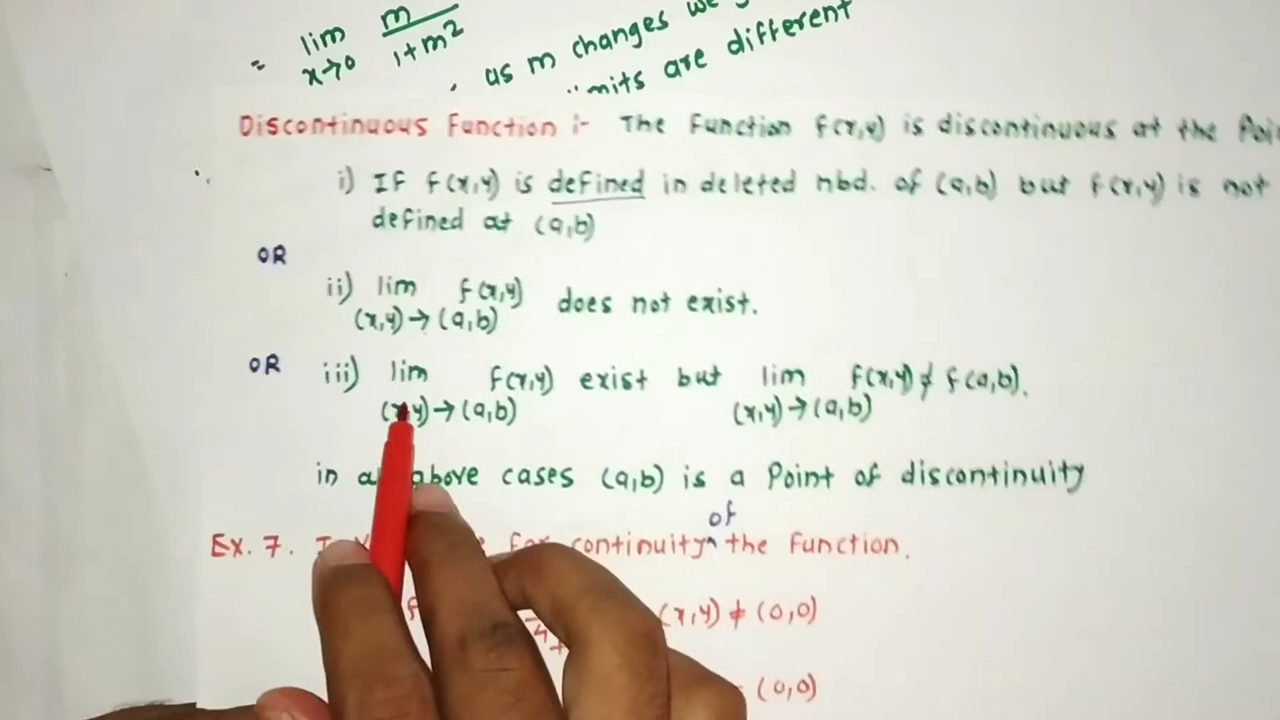 = lim x→0 m/1+m²
, as m changes we
limits are different
Discontinuous Function :- The Function f(x,y) is discontinuous at the
i) IF f(x,y) is defined in deleted nbd. of (a,b) but f(x,y) is not
defined at (a,b)
OR
ii) lim f(x,y) does not exist.
(x,y)→(a,b)
OR iii) lim f(x,y) exist but lim f(x,y) ≠ f(a,b).
(x,y)→(a,b) (x,y)→(a,b)
in above cases (a,b) is a Point of discontinuity
Ex. 7. for continuity of the function.
(x,y) ≠ (0,0)
(0,0)